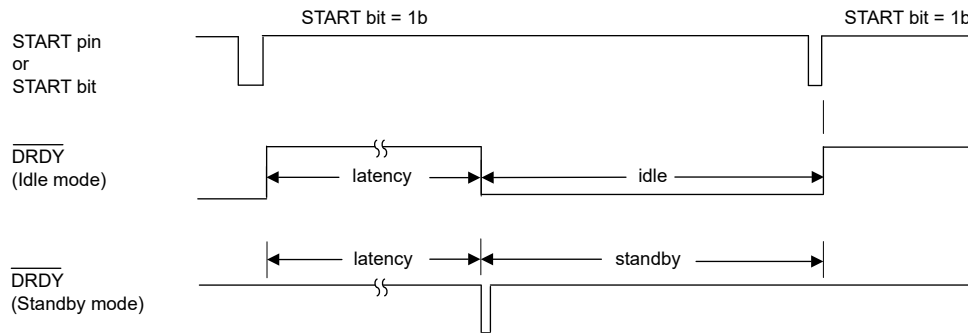 START bit = 1b
START bit = 1b
START pin
or
START bit
DRDY
(Idle mode)
latency
idle
DRDY
(Standby mode)
latency
standby